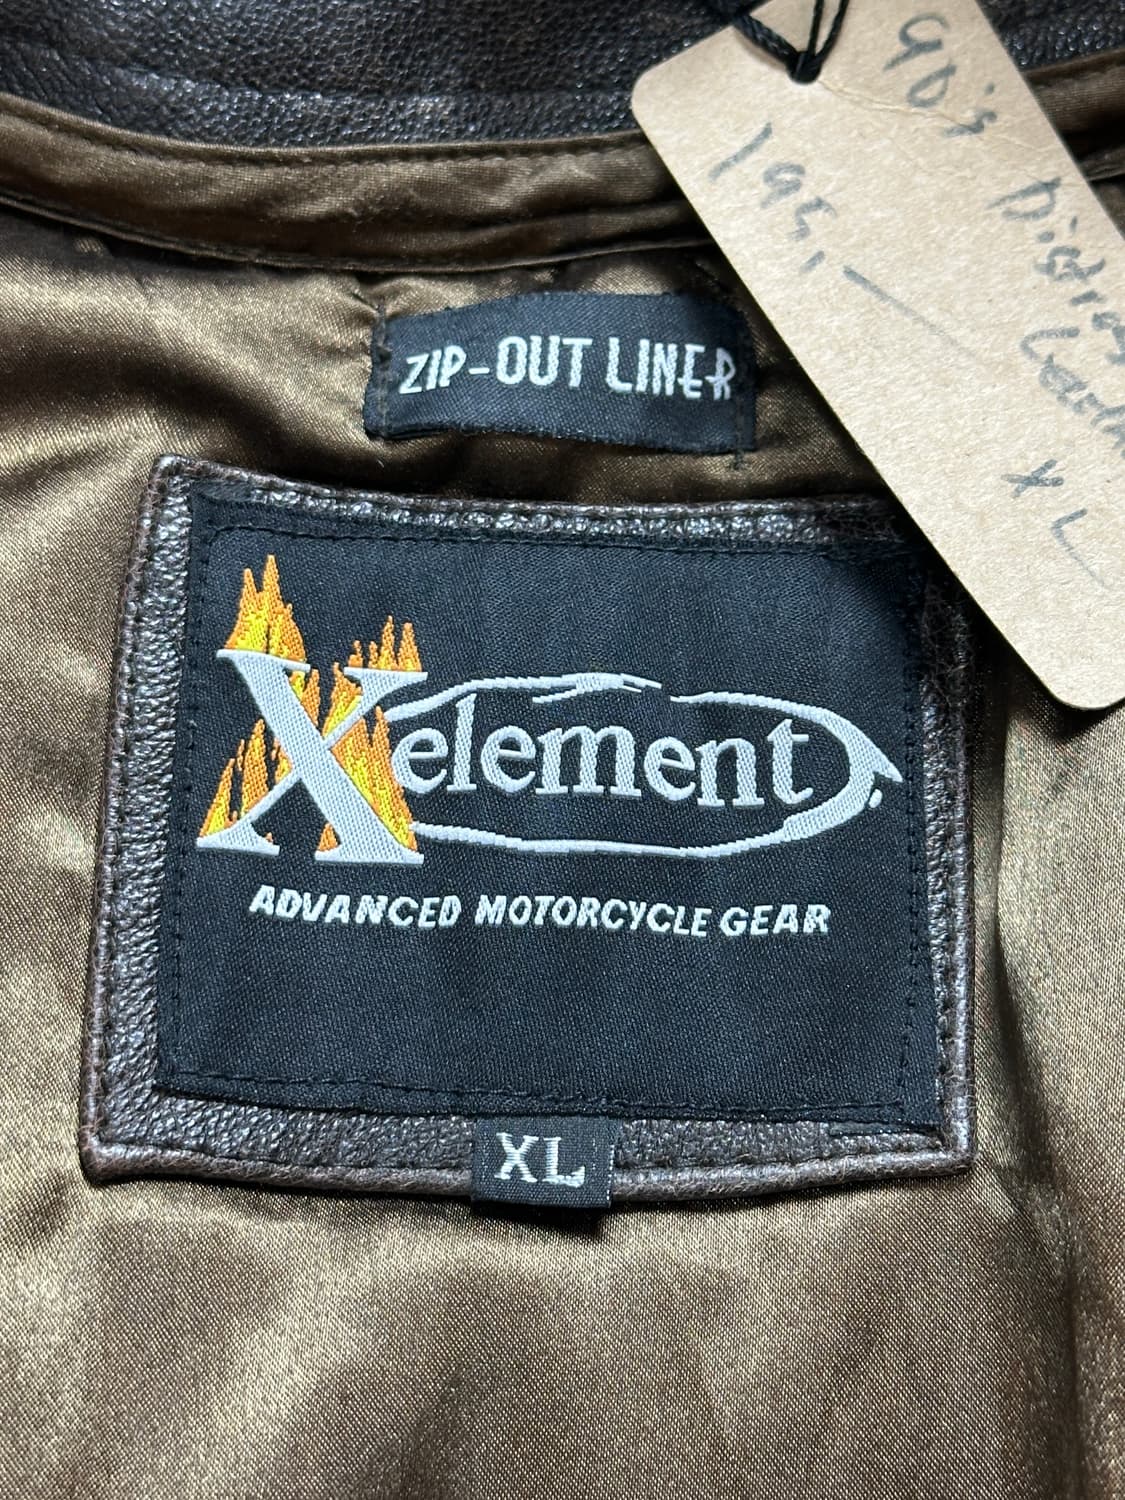 90's
195,-
XL
ZIP-OUT LINER
Xelement
ADVANCED MOTORCYCLE GEAR
XL